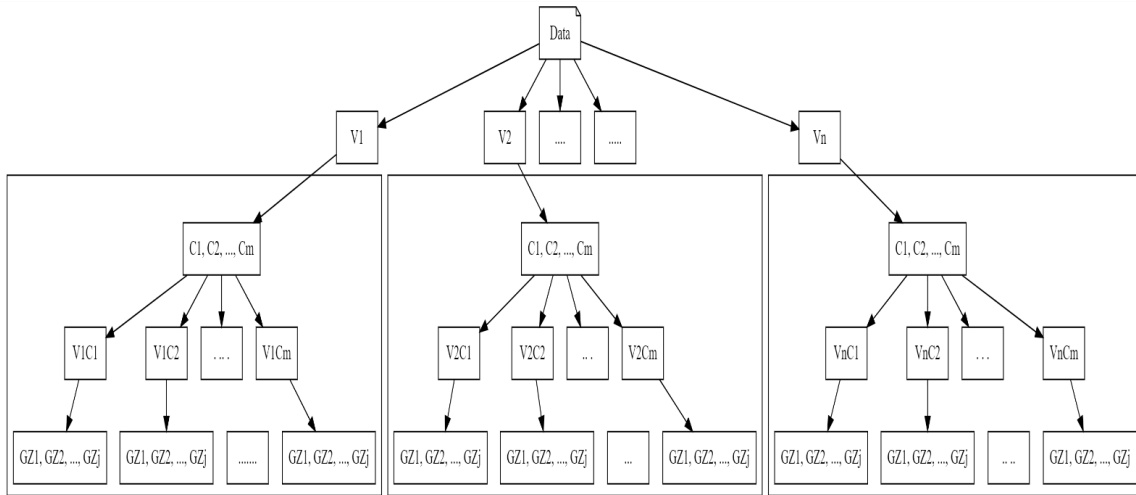 Data
V1
V2
....
.....
Vn
C1, C2, ..., Cm
C1, C2, ..., Cm
C1, C2, ..., Cm
V1C1
V1C2
. .. .
V1Cm
V2C1
V2C2
.. .
V2Cm
VnC1
VnC2
. . .
VnCm
GZ1, GZ2, ..., GZj
GZ1, GZ2, ..., GZj
.......
GZ1, GZ2, ..., GZj
GZ1, GZ2, ..., GZj
GZ1, GZ2, ..., GZj
...
GZ1, GZ2, ..., GZj
GZ1, GZ2, ..., GZj
GZ1, GZ2, ..., GZj
.. ..
GZ1, GZ2, ..., GZj